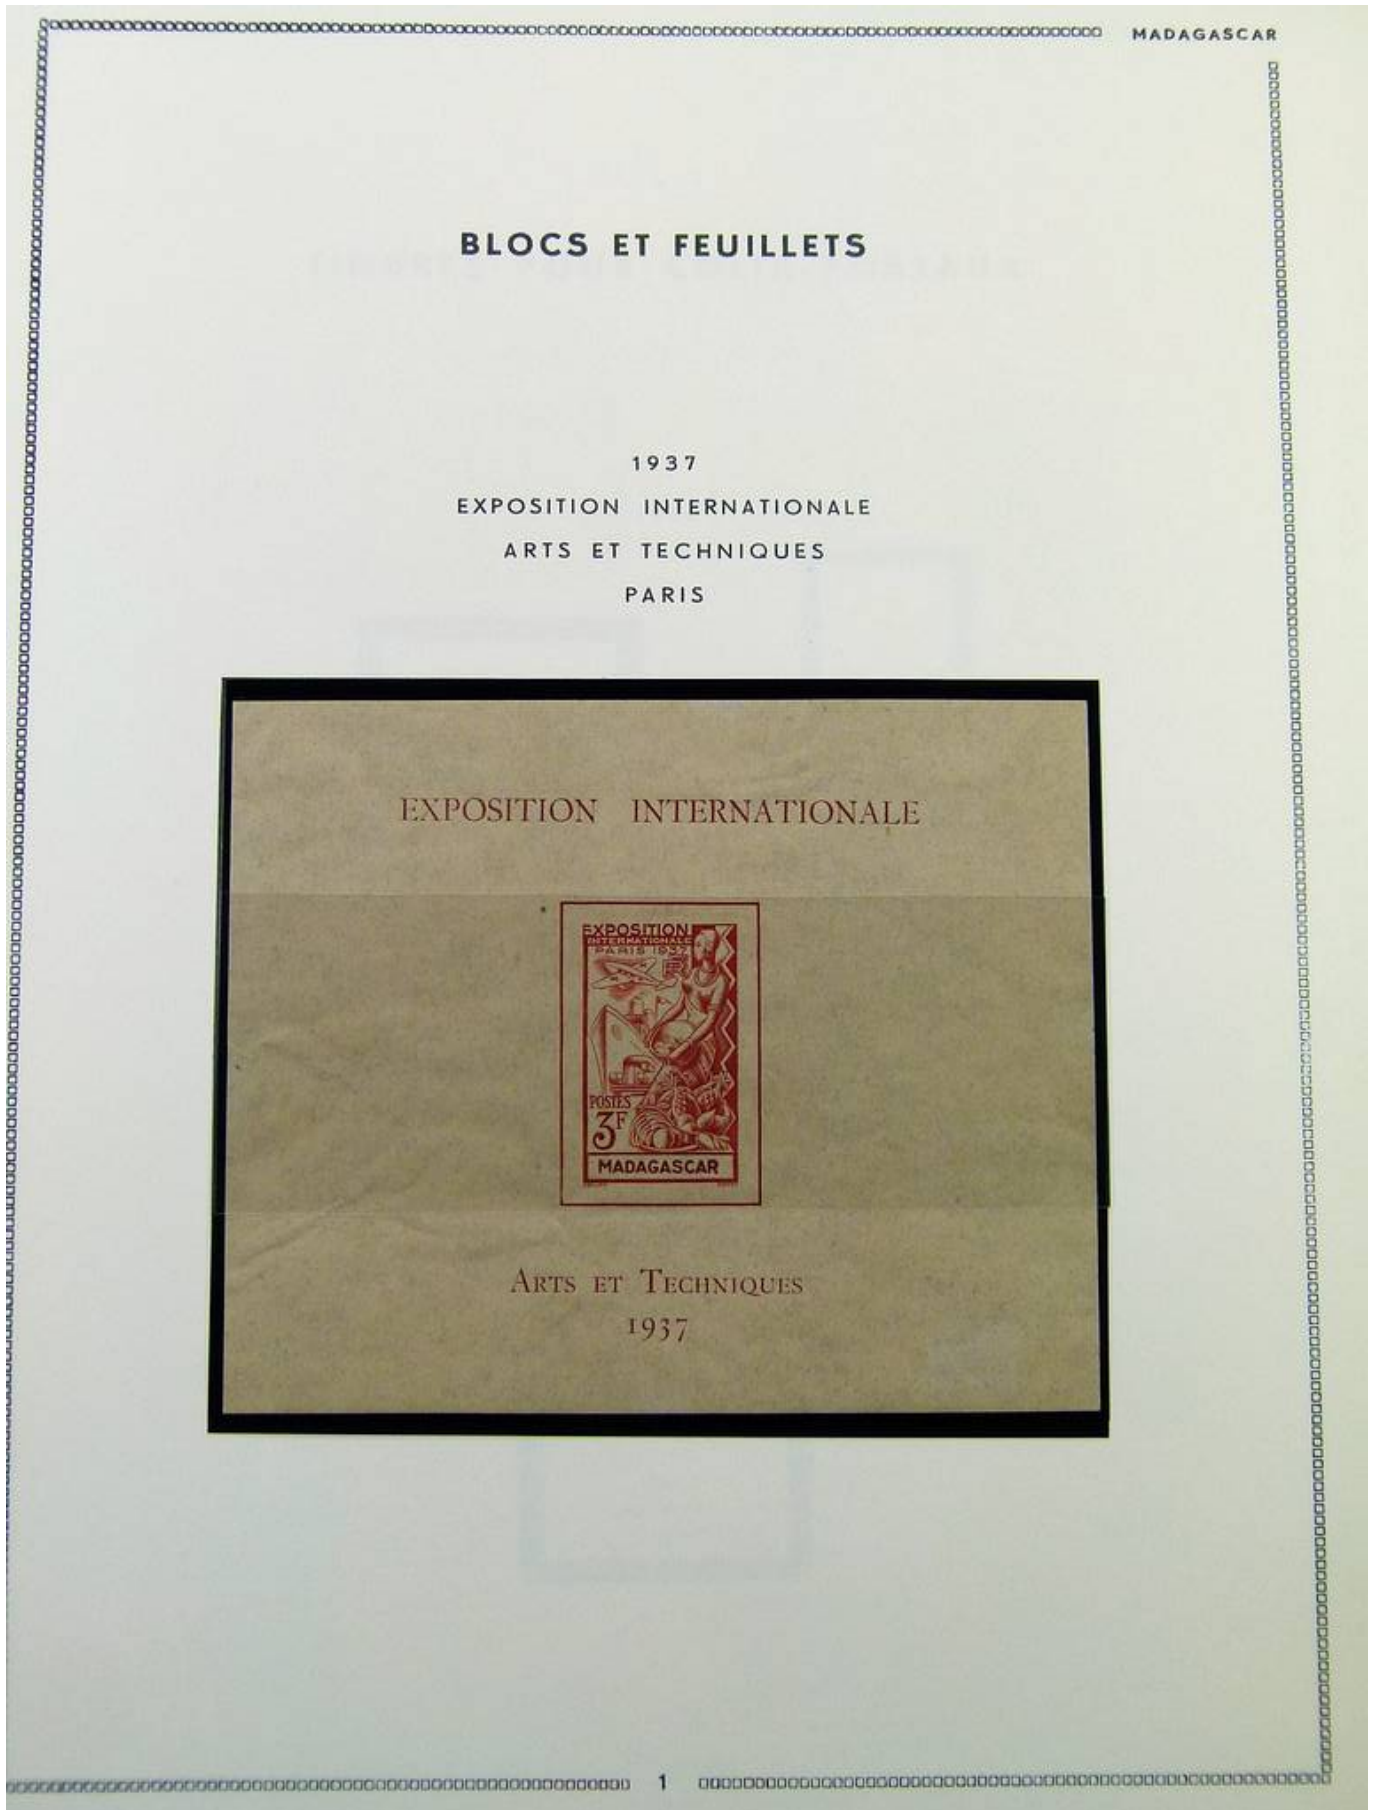 MADAGASCAR
BLOCS ET FEUILLETS
1937
EXPOSITION INTERNATIONALE
ARTS ET TECHNIQUES
PARIS
EXPOSITION INTERNATIONALE
EXPOSITION
INTERNATIONALE
PARIS 1937
RF
POSTES
3F
MADAGASCAR
ARTS ET TECHNIQUES
1937
1